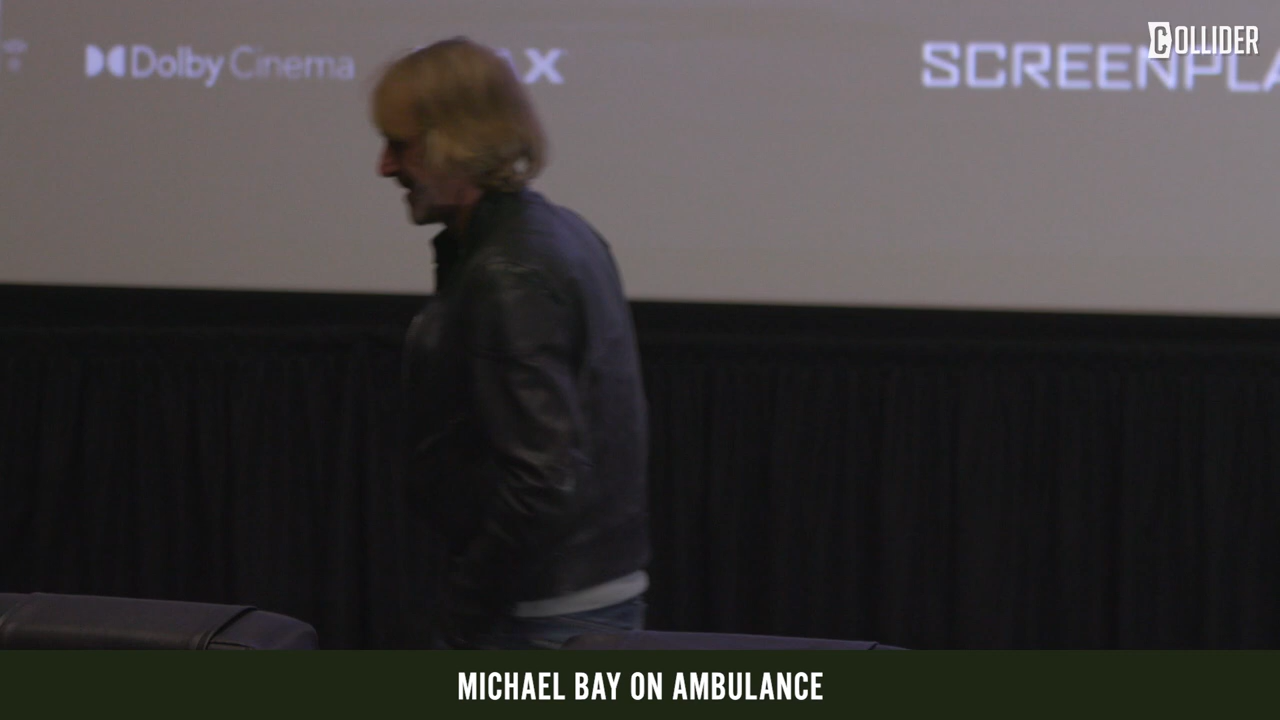 COLLIDER
Dolby Cinema
AX
SCREENPLA
MICHAEL BAY ON AMBULANCE